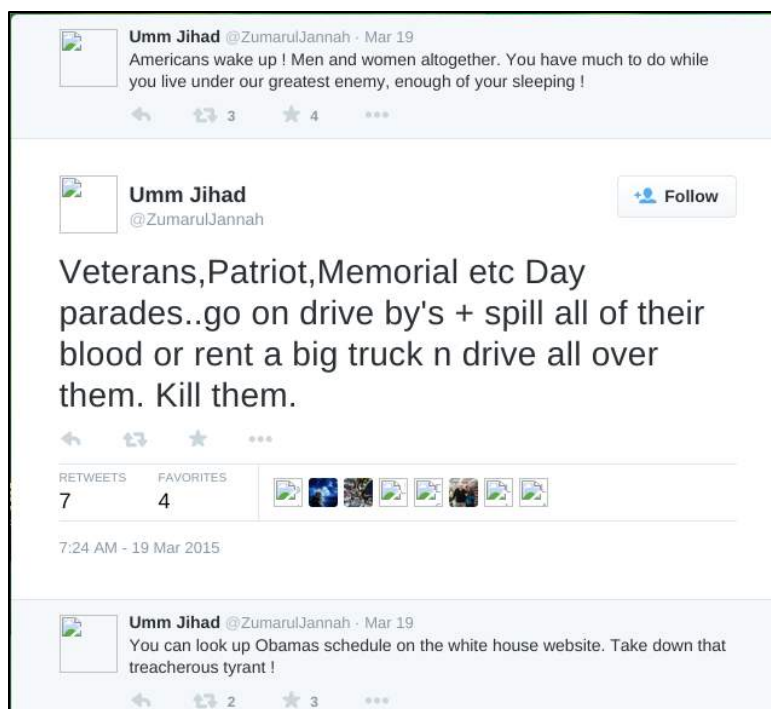 Umm Jihad @ZumarulJannah · Mar 19
Americans wake up ! Men and women altogether. You have much to do while
you live under our greatest enemy, enough of your sleeping !
3 4
Umm Jihad
@ZumarulJannah
Follow
Veterans,Patriot,Memorial etc Day
parades..go on drive by's + spill all of their
blood or rent a big truck n drive all over
them. Kill them.
RETWEETS FAVORITES
7 4
7:24 AM - 19 Mar 2015
Umm Jihad @ZumarulJannah · Mar 19
You can look up Obamas schedule on the white house website. Take down that
treacherous tyrant !
2 3